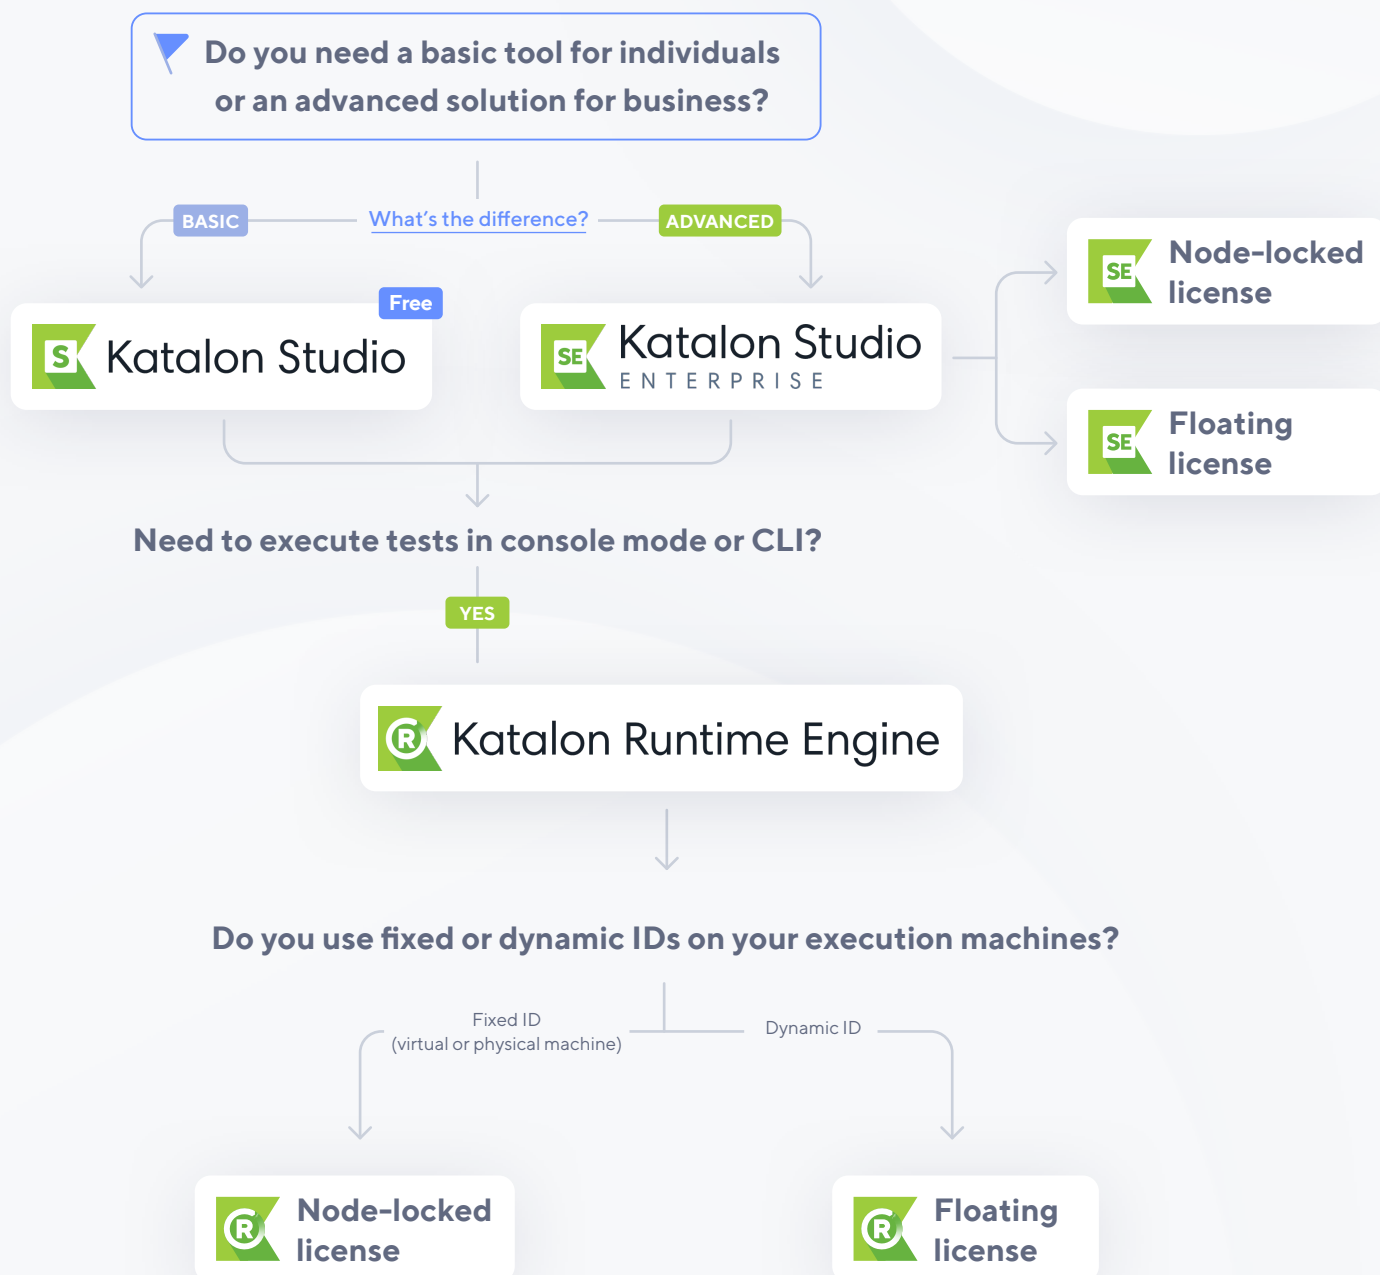 Do you need a basic tool for individuals
or an advanced solution for business?
BASIC
What's the difference?
ADVANCED
Free
S
Katalon Studio
SE
Katalon Studio
ENTERPRISE
SE
Node-locked
license
SE
Floating
license
Need to execute tests in console mode or CLI?
YES
R
Katalon Runtime Engine
Do you use fixed or dynamic IDs on your execution machines?
Fixed ID
(virtual or physical machine)
Dynamic ID
R
Node-locked
license
R
Floating
license